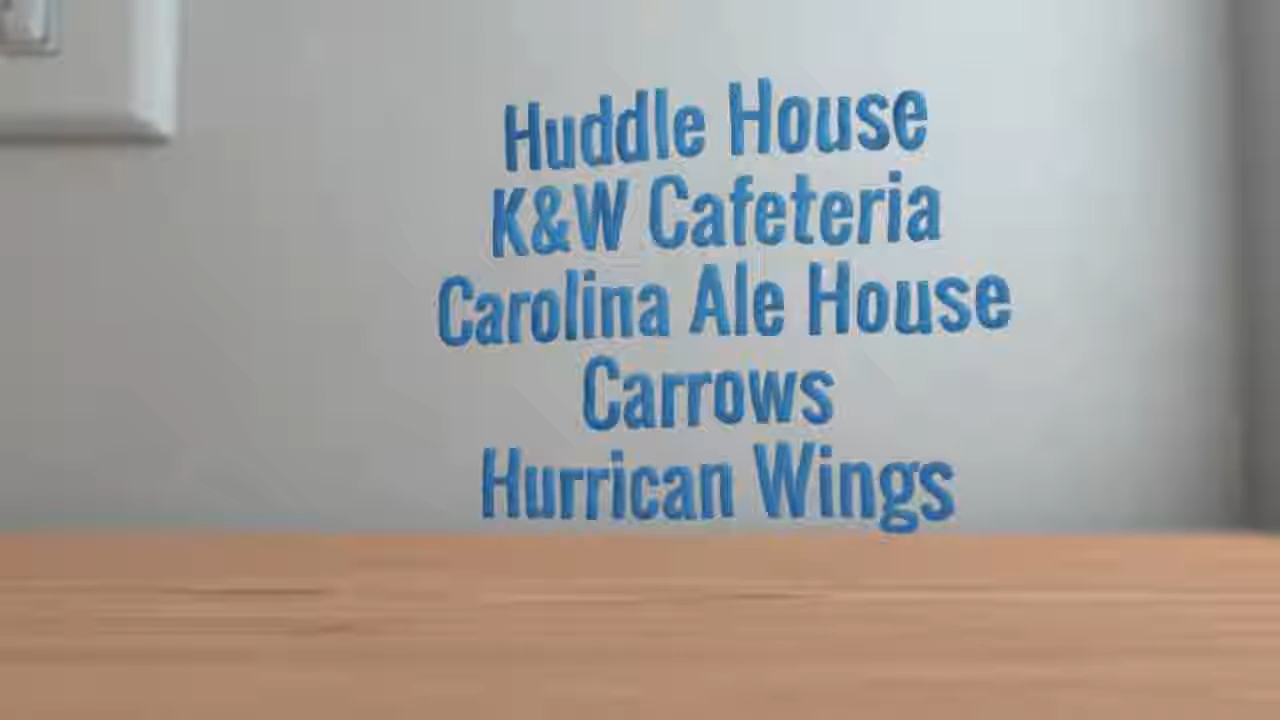 Huddle House
K&W Cafeteria
Carolina Ale House
Carrows
Hurrican Wings